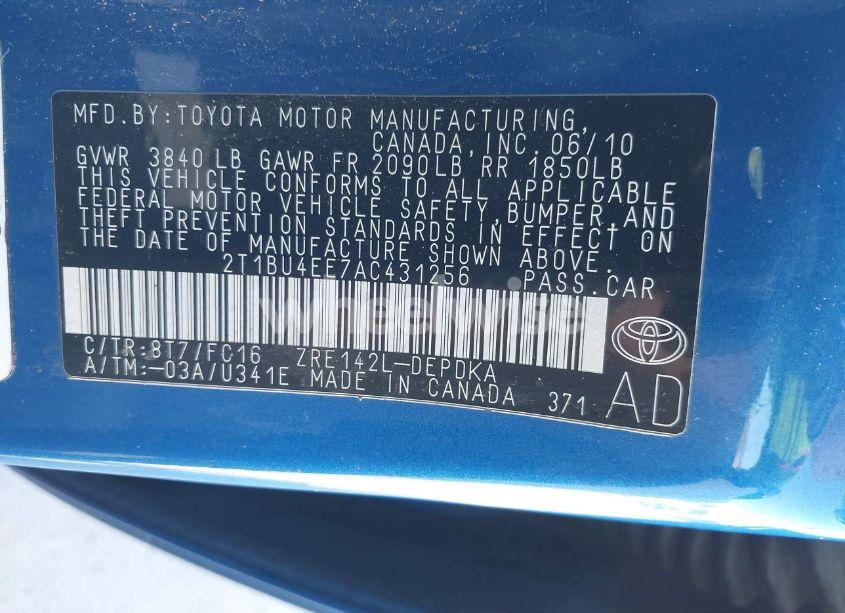 MFD.BY:TOYOTA MOTOR MANUFACTURING,
CANADA,INC. 06/10
GVWR 3840 LB GAWR FR 2090LB RR 1850LB
THIS VEHICLE CONFORMS TO ALL APPLICABLE
FEDERAL MOTOR VEHICLE SAFETY, BUMPER, AND
THEFT PREVENTION STANDARDS IN EFFECT ON
THE DATE OF MANUFACTURE SHOWN ABOVE.
2T1BU4EE7AC431256 PASS.CAR
wheelwise
C/TR:8T7/FC16 ZRE142L-DEPDKA
A/TM:-03A/U341E MADE IN CANADA 371 AD